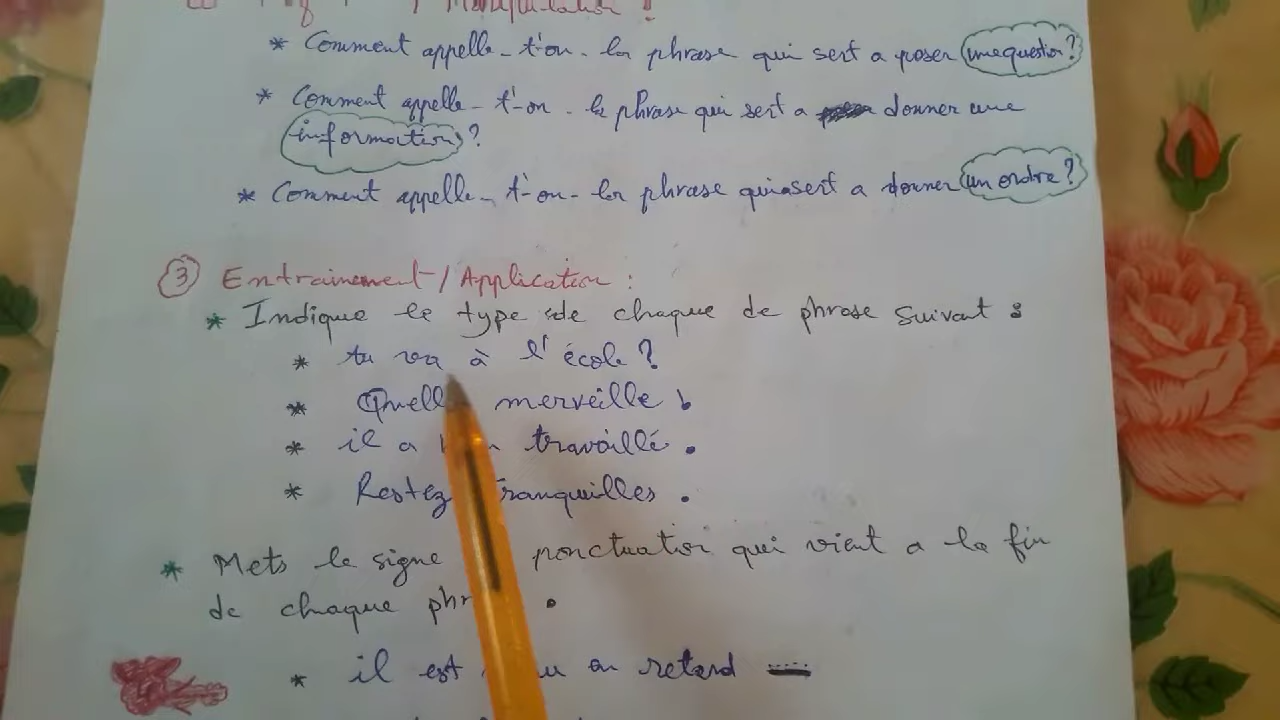 Manipulation !
* Comment appelle-t'on-la phrase qui sert a poser une question ?
* Comment appelle-t'on-la phrase qui sert a donner une
information ?
* Comment appelle-t'on-la phrase qui sert a donner un ordre ?
③ Entrainement / Application :
* Indique le type de chaque de phrase suivant :
* tu va à l'école ?
* Quelle merveille !
* il a travaillé .
* Restez tranquilles .
* Mets le signe ponctuation qui vient a la fin
de chaque phr .
* il est en retard ....